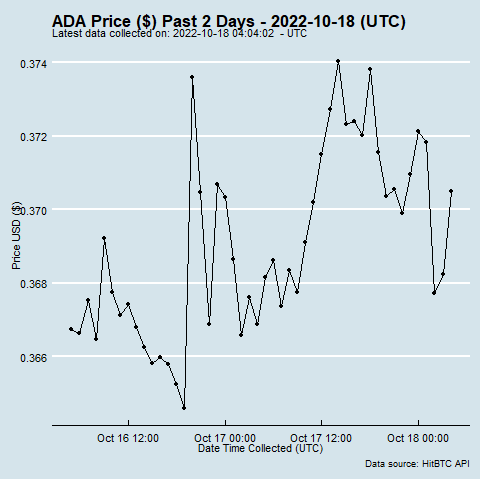 ADA Price ($) Past 2 Days - 2022-10-18 (UTC)
Latest data collected on: 2022-10-18 04:04:02  - UTC
0.374
0.372
0.370
0.368
0.366
Price USD ($)
Oct 16 12:00 Oct 17 00:00 Oct 17 12:00 Oct 18 00:00
Date Time Collected (UTC)
Data source: HitBTC API